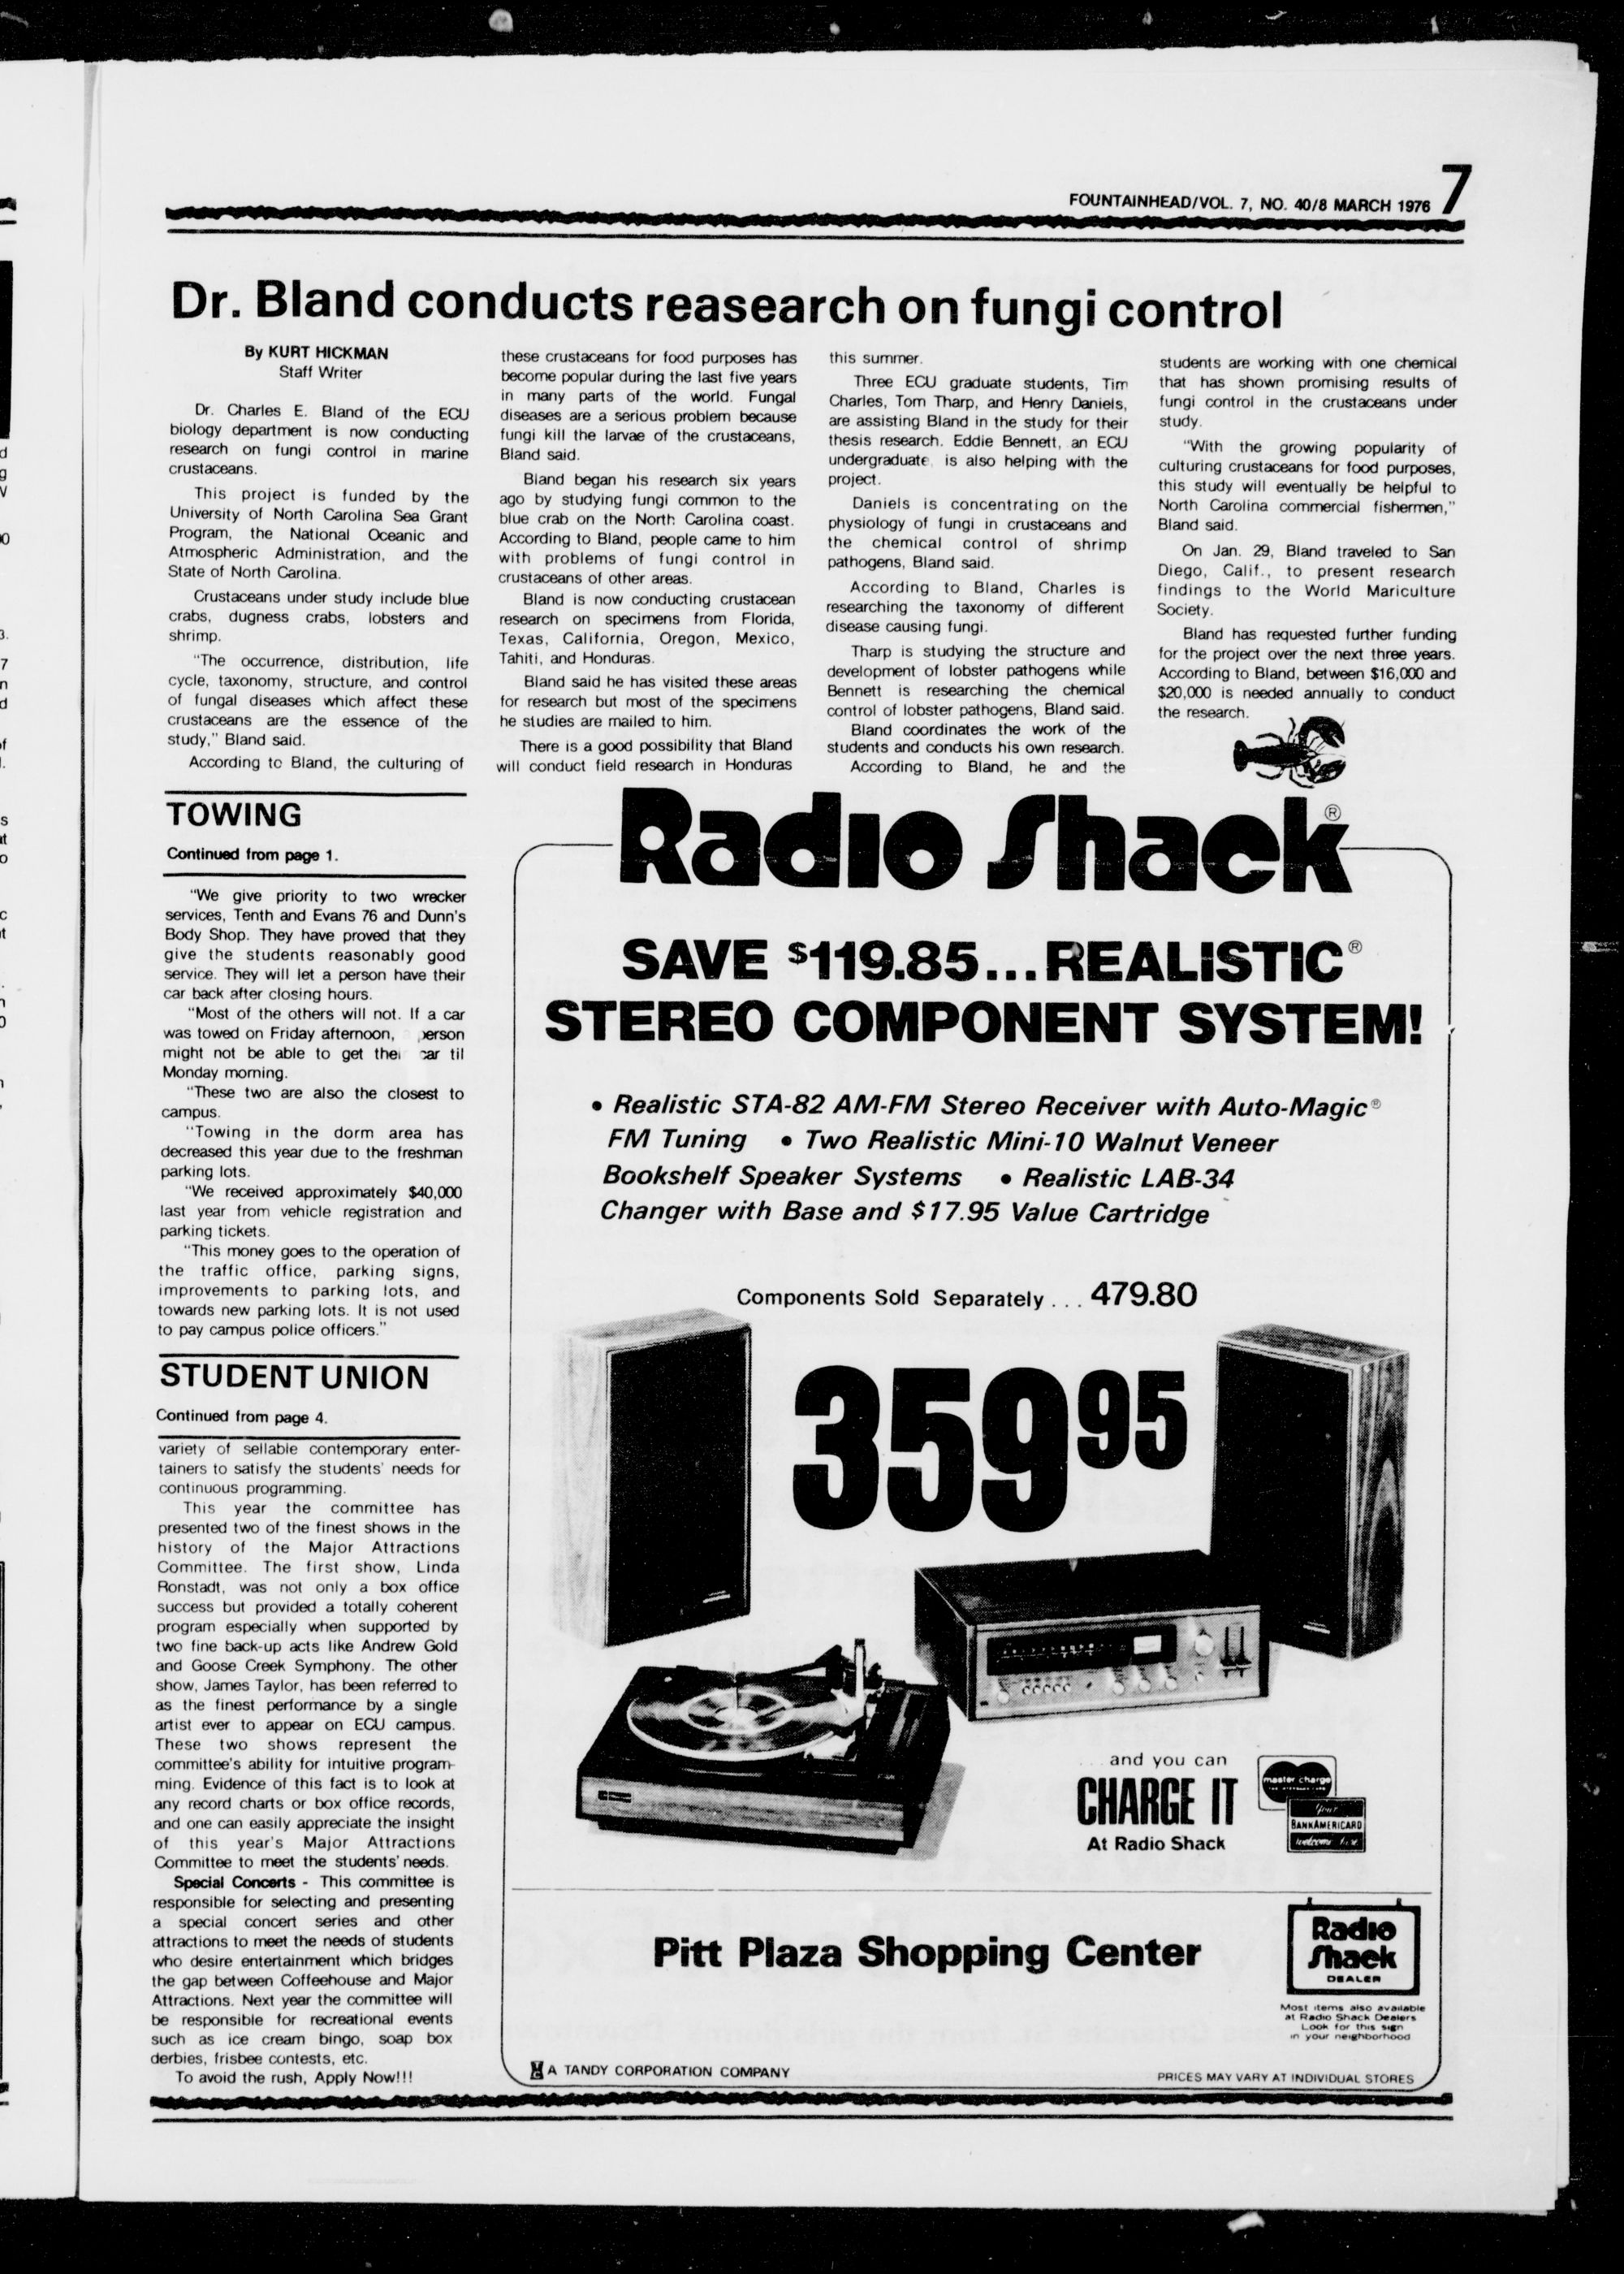 FOUNTAINHEAD/VOL. 7, NO. 40/8 MARCH 1976 7
Dr. Bland conducts reasearch on fungi control
By KURT HICKMAN
Staff Writer
Dr. Charles E. Bland of the ECU
biology department is now conducting
research on fungi control in marine
crustaceans.
This project is funded by the
University of North Carolina Sea Grant
Program, the National Oceanic and
Atmospheric Administration, and the
State of North Carolina.
Crustaceans under study include blue
crabs, dugness crabs, lobsters and
shrimp.
"The occurrence, distribution, life
cycle, taxonomy, structure, and control
of fungal diseases which affect these
crustaceans are the essence of the
study," Bland said.
According to Bland, the culturing of
these crustaceans for food purposes has
become popular during the last five years
in many parts of the world. Fungal
diseases are a serious problem because
fungi kill the larvae of the crustaceans,
Bland said.
Bland began his research six years
ago by studying fungi common to the
blue crab on the North Carolina coast.
According to Bland, people came to him
with problems of fungi control in
crustaceans of other areas.
Bland is now conducting crustacean
research on specimens from Florida,
Texas, California, Oregon, Mexico,
Tahiti, and Honduras.
Bland said he has visited these areas
for research but most of the specimens
he studies are mailed to him.
There is a good possibility that Bland
will conduct field research in Honduras
this summer.
Three ECU graduate students, Tim
Charles, Tom Tharp, and Henry Daniels,
are assisting Bland in the study for their
thesis research. Eddie Bennett, an ECU
undergraduate, is also helping with the
project.
Daniels is concentrating on the
physiology of fungi in crustaceans and
the chemical control of shrimp
pathogens, Bland said.
According to Bland, Charles is
researching the taxonomy of different
disease causing fungi.
Tharp is studying the structure and
development of lobster pathogens while
Bennett is researching the chemical
control of lobster pathogens, Bland said.
Bland coordinates the work of the
students and conducts his own research.
According to Bland, he and the
students are working with one chemical
that has shown promising results of
fungi control in the crustaceans under
study.
"With the growing popularity of
culturing crustaceans for food purposes,
this study will eventually be helpful to
North Carolina commercial fishermen,"
Bland said.
On Jan. 29, Bland traveled to San
Diego, Calif., to present research
findings to the World Mariculture
Society.
Bland has requested further funding
for the project over the next three years.
According to Bland, between $16,000 and
$20,000 is needed annually to conduct
the research.
TOWING
Continued from page 1.
"We give priority to two wrecker
services, Tenth and Evans 76 and Dunn's
Body Shop. They have proved that they
give the students reasonably good
service. They will let a person have their
car back after closing hours.
"Most of the others will not. If a car
was towed on Friday afternoon, person
might not be able to get their car til
Monday morning.
"These two are also the closest to
campus.
"Towing in the dorm area has
decreased this year due to the freshman
parking lots.
"We received approximately $40,000
last year from vehicle registration and
parking tickets.
"This money goes to the operation of
the traffic office, parking signs,
improvements to parking lots, and
towards new parking lots. It is not used
to pay campus police officers."
STUDENT UNION
Continued from page 4.
variety of sellable contemporary enter-
tainers to satisfy the students' needs for
continuous programming.
This year the committee has
presented two of the finest shows in the
history of the Major Attractions
Committee. The first show, Linda
Ronstadt, was not only a box office
success but provided a totally coherent
program especially when supported by
two fine back-up acts like Andrew Gold
and Goose Creek Symphony. The other
show, James Taylor, has been referred to
as the finest performance by a single
artist ever to appear on ECU campus.
These two shows represent the
committee's ability for intuitive program-
ming. Evidence of this fact is to look at
any record charts or box office records,
and one can easily appreciate the insight
of this year's Major Attractions
Committee to meet the students' needs.
Special Concerts - This committee is
responsible for selecting and presenting
a special concert series and other
attractions to meet the needs of students
who desire entertainment which bridges
the gap between Coffeehouse and Major
Attractions. Next year the committee will
be responsible for recreational events
such as ice cream bingo, soap box
derbies, frisbee contests, etc.
To avoid the rush, Apply Now!!!
Radio Shack®
SAVE $119.85...REALISTIC®
STEREO COMPONENT SYSTEM!
• Realistic STA-82 AM-FM Stereo Receiver with Auto-Magic®
FM Tuning • Two Realistic Mini-10 Walnut Veneer
Bookshelf Speaker Systems • Realistic LAB-34
Changer with Base and $17.95 Value Cartridge
Components Sold Separately ... 479.80
359 95
... and you can
CHARGE IT
At Radio Shack
master charge
Your
BANKAMERICARD
welcome here
Pitt Plaza Shopping Center
Radio
Shack
DEALER
Most items also available
at Radio Shack Dealers
Look for this sign
in your neighborhood
A TANDY CORPORATION COMPANY
PRICES MAY VARY AT INDIVIDUAL STORES